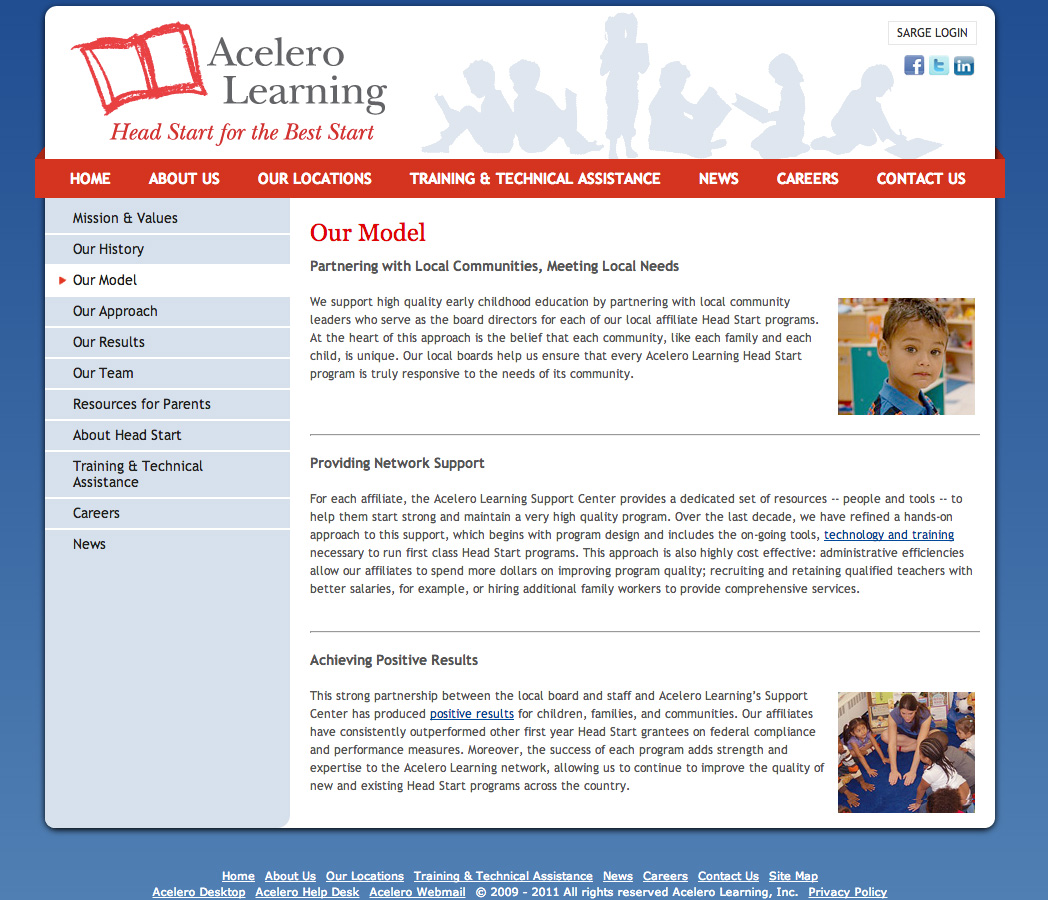 Acelero
Learning
Head Start for the Best Start
SARGE LOGIN
HOME ABOUT US OUR LOCATIONS TRAINING & TECHNICAL ASSISTANCE NEWS CAREERS CONTACT US
Mission & Values
Our History
Our Model
Our Approach
Our Results
Our Team
Resources for Parents
About Head Start
Training & Technical
Assistance
Careers
News
Our Model
Partnering with Local Communities, Meeting Local Needs
We support high quality early childhood education by partnering with local community
leaders who serve as the board directors for each of our local affiliate Head Start programs.
At the heart of this approach is the belief that each community, like each family and each
child, is unique. Our local boards help us ensure that every Acelero Learning Head Start
program is truly responsive to the needs of its community.
Providing Network Support
For each affiliate, the Acelero Learning Support Center provides a dedicated set of resources -- people and tools -- to
help them start strong and maintain a very high quality program. Over the last decade, we have refined a hands-on
approach to this support, which begins with program design and includes the on-going tools, technology and training
necessary to run first class Head Start programs. This approach is also highly cost effective: administrative efficiencies
allow our affiliates to spend more dollars on improving program quality; recruiting and retaining qualified teachers with
better salaries, for example, or hiring additional family workers to provide comprehensive services.
Achieving Positive Results
This strong partnership between the local board and staff and Acelero Learning’s Support
Center has produced positive results for children, families, and communities. Our affiliates
have consistently outperformed other first year Head Start grantees on federal compliance
and performance measures. Moreover, the success of each program adds strength and
expertise to the Acelero Learning network, allowing us to continue to improve the quality of
new and existing Head Start programs across the country.
Home About Us Our Locations Training & Technical Assistance News Careers Contact Us Site Map
Acelero Desktop Acelero Help Desk Acelero Webmail © 2009 - 2011 All rights reserved Acelero Learning, Inc. Privacy Policy